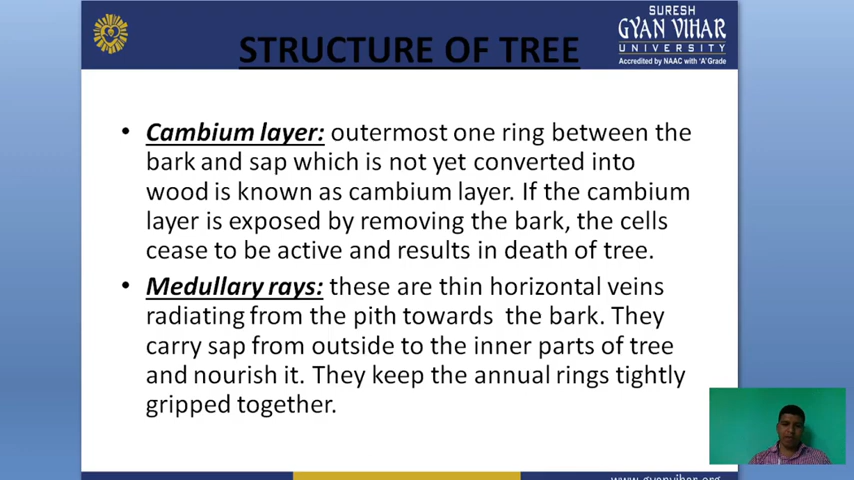 SURESH
GYAN VIHAR
UNIVERSITY
Accredited by NAAC with 'A' Grade
STRUCTURE OF TREE
• Cambium layer: outermost one ring between the
bark and sap which is not yet converted into
wood is known as cambium layer. If the cambium
layer is exposed by removing the bark, the cells
cease to be active and results in death of tree.
• Medullary rays: these are thin horizontal veins
radiating from the pith towards the bark. They
carry sap from outside to the inner parts of tree
and nourish it. They keep the annual rings tightly
gripped together.
www.gyanvihar.org